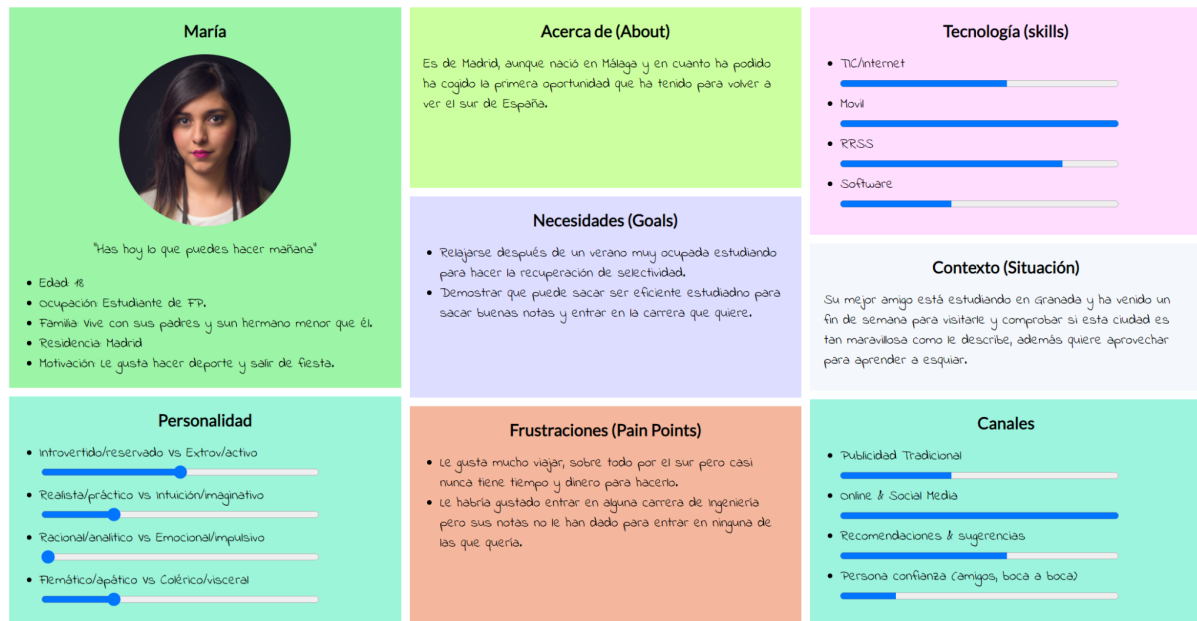 María
"Has hoy lo que puedes hacer mañana"
Edad: 18
Ocupación: Estudiante de FP.
Familia: Vive con sus padres y sun hermano menor que él.
Residencia: Madrid
Motivación: Le gusta hacer deporte y salir de fiesta.
Personalidad
Introvertido/reservado Vs Extrov/activo
Realista/práctico Vs Intuición/imaginativo
Racional/analítico Vs Emocional/impulsivo
Flemático/apático Vs Colérico/visceral
Acerca de (About)
Es de Madrid, aunque nació en Málaga y en cuanto ha podido
ha cogido la primera oportunidad que ha tenido para volver a
ver el sur de España.
Necesidades (Goals)
Relajarse después de un verano muy ocupada estudiando
para hacer la recuperación de selectividad.
Demostrar que puede sacar ser eficiente estudiadno para
sacar buenas notas y entrar en la carrera que quiere.
Frustraciones (Pain Points)
Le gusta mucho viajar, sobre todo por el sur pero casi
nunca tiene tiempo y dinero para hacerlo.
Le habría gustado entrar en alguna carrera de Ingeniería
pero sus notas no le han dado para entrar en ninguna de
las que quería.
Tecnología (skills)
TIC/Internet
Movil
RRSS
Software
Contexto (Situación)
Su mejor amigo está estudiando en Granada y ha venido un
fin de semana para visitarle y comprobar si esta ciudad es
tan maravillosa como le describe, además quiere aprovechar
para aprender a esquiar.
Canales
Publicidad Tradicional
Online & Social Media
Recomendaciones & sugerencias
Persona confianza (amigos, boca a boca)